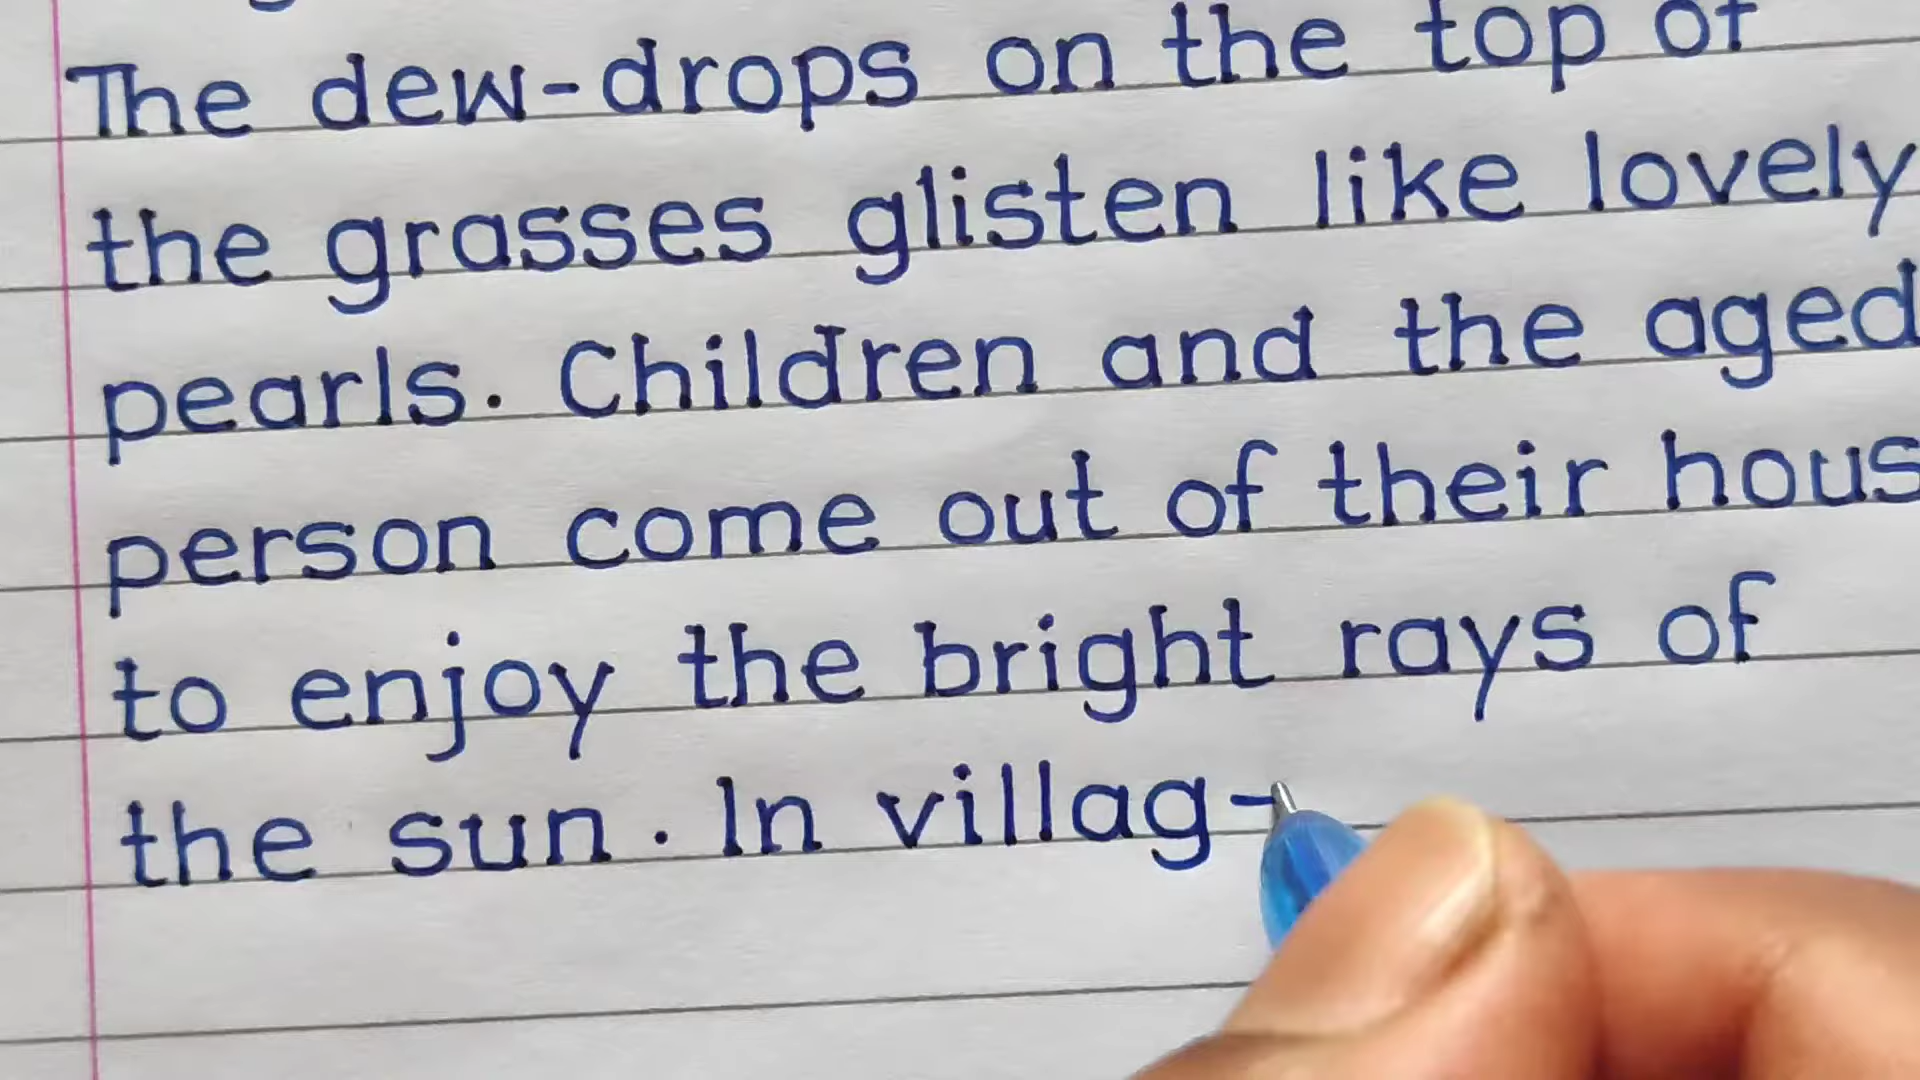 The dew-drops on the top of
the grasses glisten like lovely
pearls. Children and the aged
person come out of their hous
to enjoy the bright rays of
the sun. In villag-